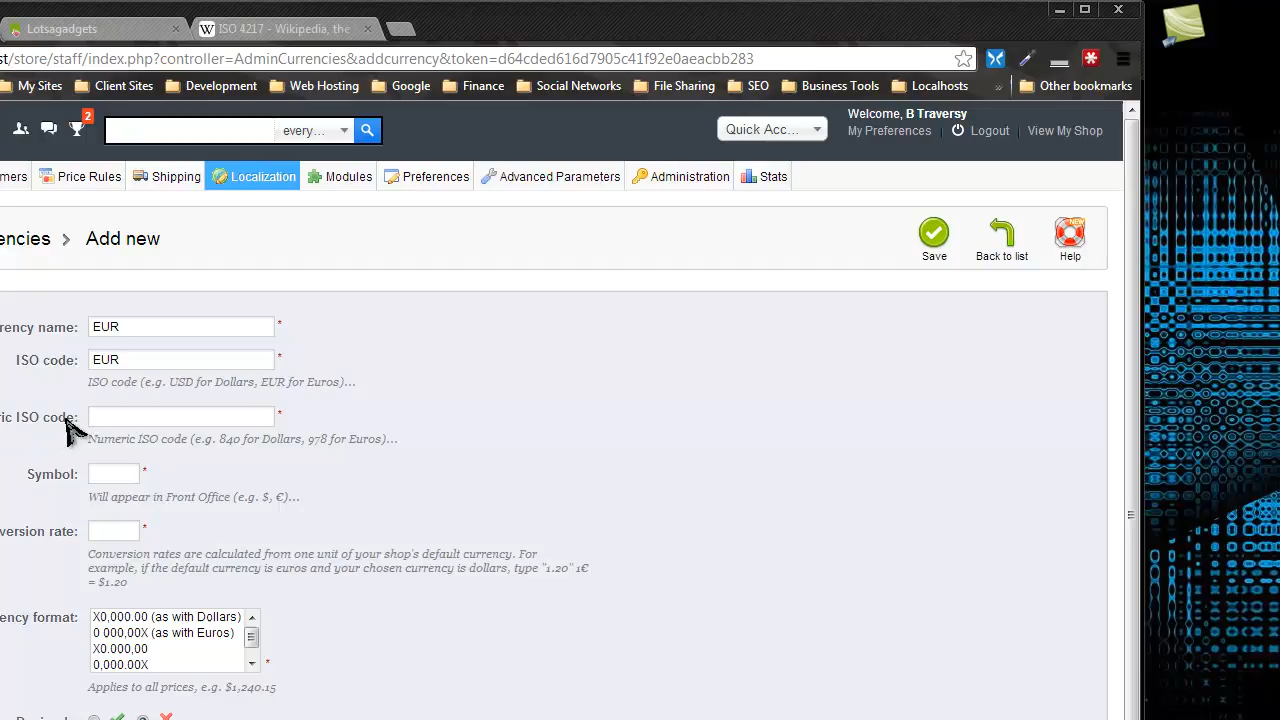 Lotsagadgets
ISO 4217 - Wikipedia, the
st/store/staff/index.php?controller=AdminCurrencies&addcurrency&token=d64cded616d7905c41f92e0aeacbb283
My Sites Client Sites Development Web Hosting Google Finance Social Networks File Sharing SEO Business Tools Localhosts » Other bookmarks
2
every...
Quick Acc...
Welcome, B Traversy
My Preferences Logout View My Shop
mers Price Rules Shipping Localization Modules Preferences Advanced Parameters Administration Stats
encies > Add new
Save
Back to list
NEW
Help
rency name: EUR *
ISO code: EUR *
ISO code (e.g. USD for Dollars, EUR for Euros)...
ric ISO code: *
Numeric ISO code (e.g. 840 for Dollars, 978 for Euros)...
Symbol: *
Will appear in Front Office (e.g. $, €)...
version rate: *
Conversion rates are calculated from one unit of your shop's default currency. For
example, if the default currency is euros and your chosen currency is dollars, type "1.20" 1€
= $1.20
ency format:
X0,000.00 (as with Dollars)
0 000,00X (as with Euros)
X0.000,00
0,000.00X
*
Applies to all prices, e.g. $1,240.15